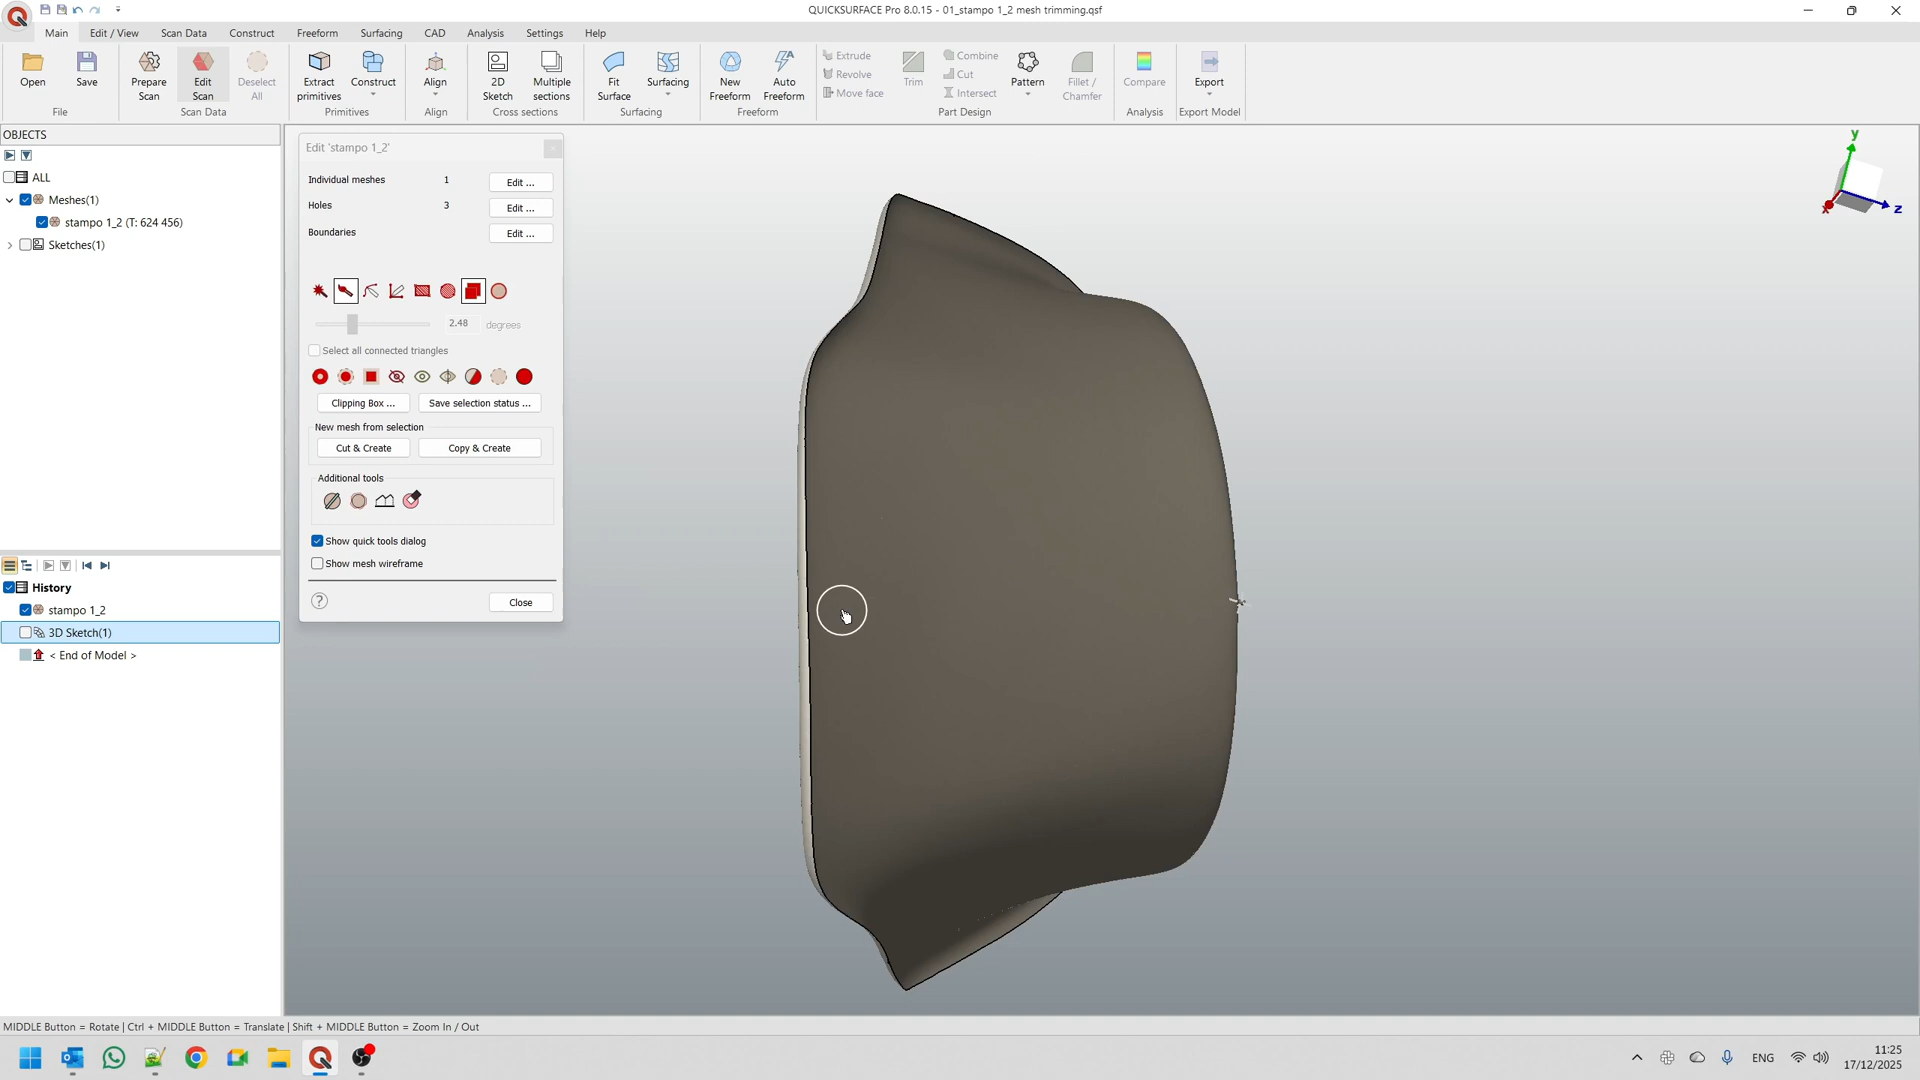 QUICKSURFACE Pro 8.0.15 - 01_stampo 1_2 mesh trimming.qsf
Main Edit / View Scan Data Construct Freeform Surfacing CAD Analysis Settings Help
Open Save Prepare Scan Edit Scan Deselect All Extract primitives Construct Align 2D Sketch Multiple sections Fit Surface Surfacing New Freeform Auto Freeform Extrude Revolve Move face Trim Combine Cut Intersect Pattern Fillet / Chamfer Compare Export
File Scan Data Primitives Align Cross sections Surfacing Freeform Part Design Analysis Export Model
OBJECTS
ALL
Meshes(1)
stampo 1_2 (T: 624 456)
Sketches(1)
Edit 'stampo 1_2'
Individual meshes 1 Edit ...
Holes 3 Edit ...
Boundaries Edit ...
2.48 degrees
Select all connected triangles
Clipping Box ... Save selection status ...
New mesh from selection
Cut & Create Copy & Create
Additional tools
Show quick tools dialog
Show mesh wireframe
? Close
y
x z
History
stampo 1_2
3D Sketch(1)
< End of Model >
MIDDLE Button = Rotate | Ctrl + MIDDLE Button = Translate | Shift + MIDDLE Button = Zoom In / Out
ENG
11:25
17/12/2025